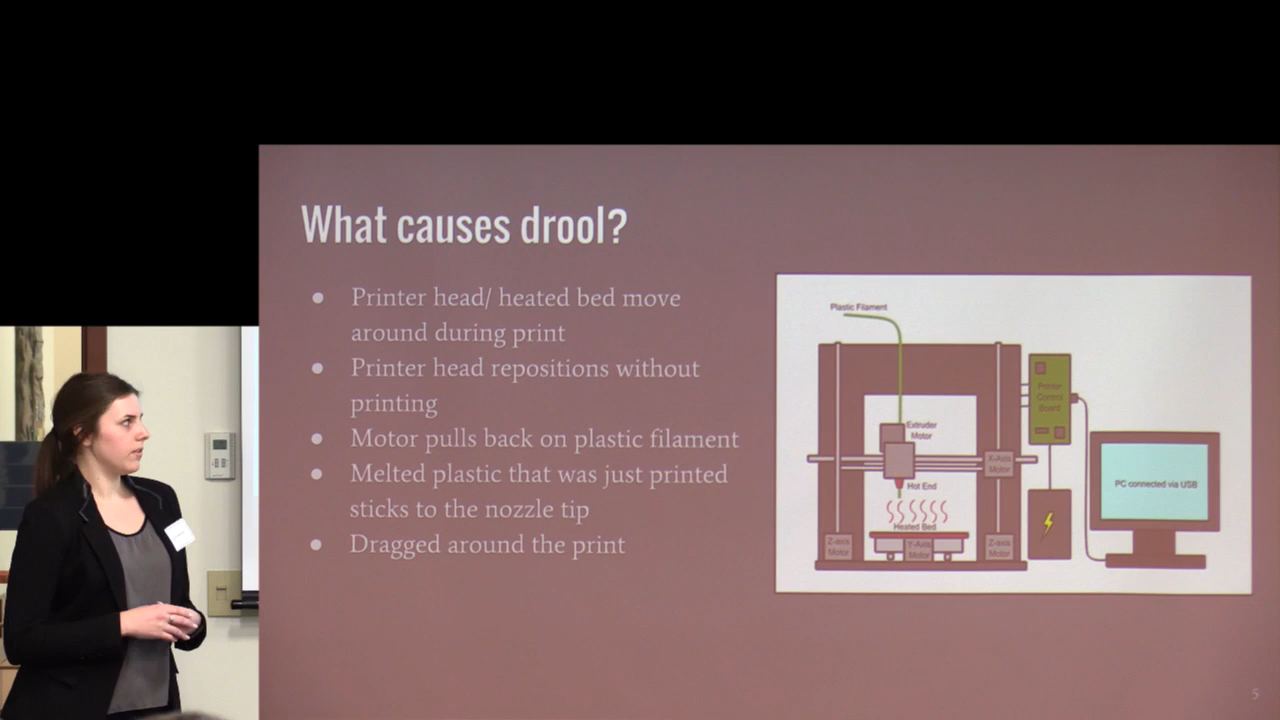 What causes drool?
● Printer head/ heated bed move
around during print
● Printer head repositions without
printing
● Motor pulls back on plastic filament
● Melted plastic that was just printed
sticks to the nozzle tip
● Dragged around the print
Plastic Filament
Extruder
Motor
Printer
Control
Board
X-Axis
Motor
Hot End
PC connected via USB
Heated Bed
Z-axis
Motor
Y-Axis
Motor
Z-axis
Motor
5